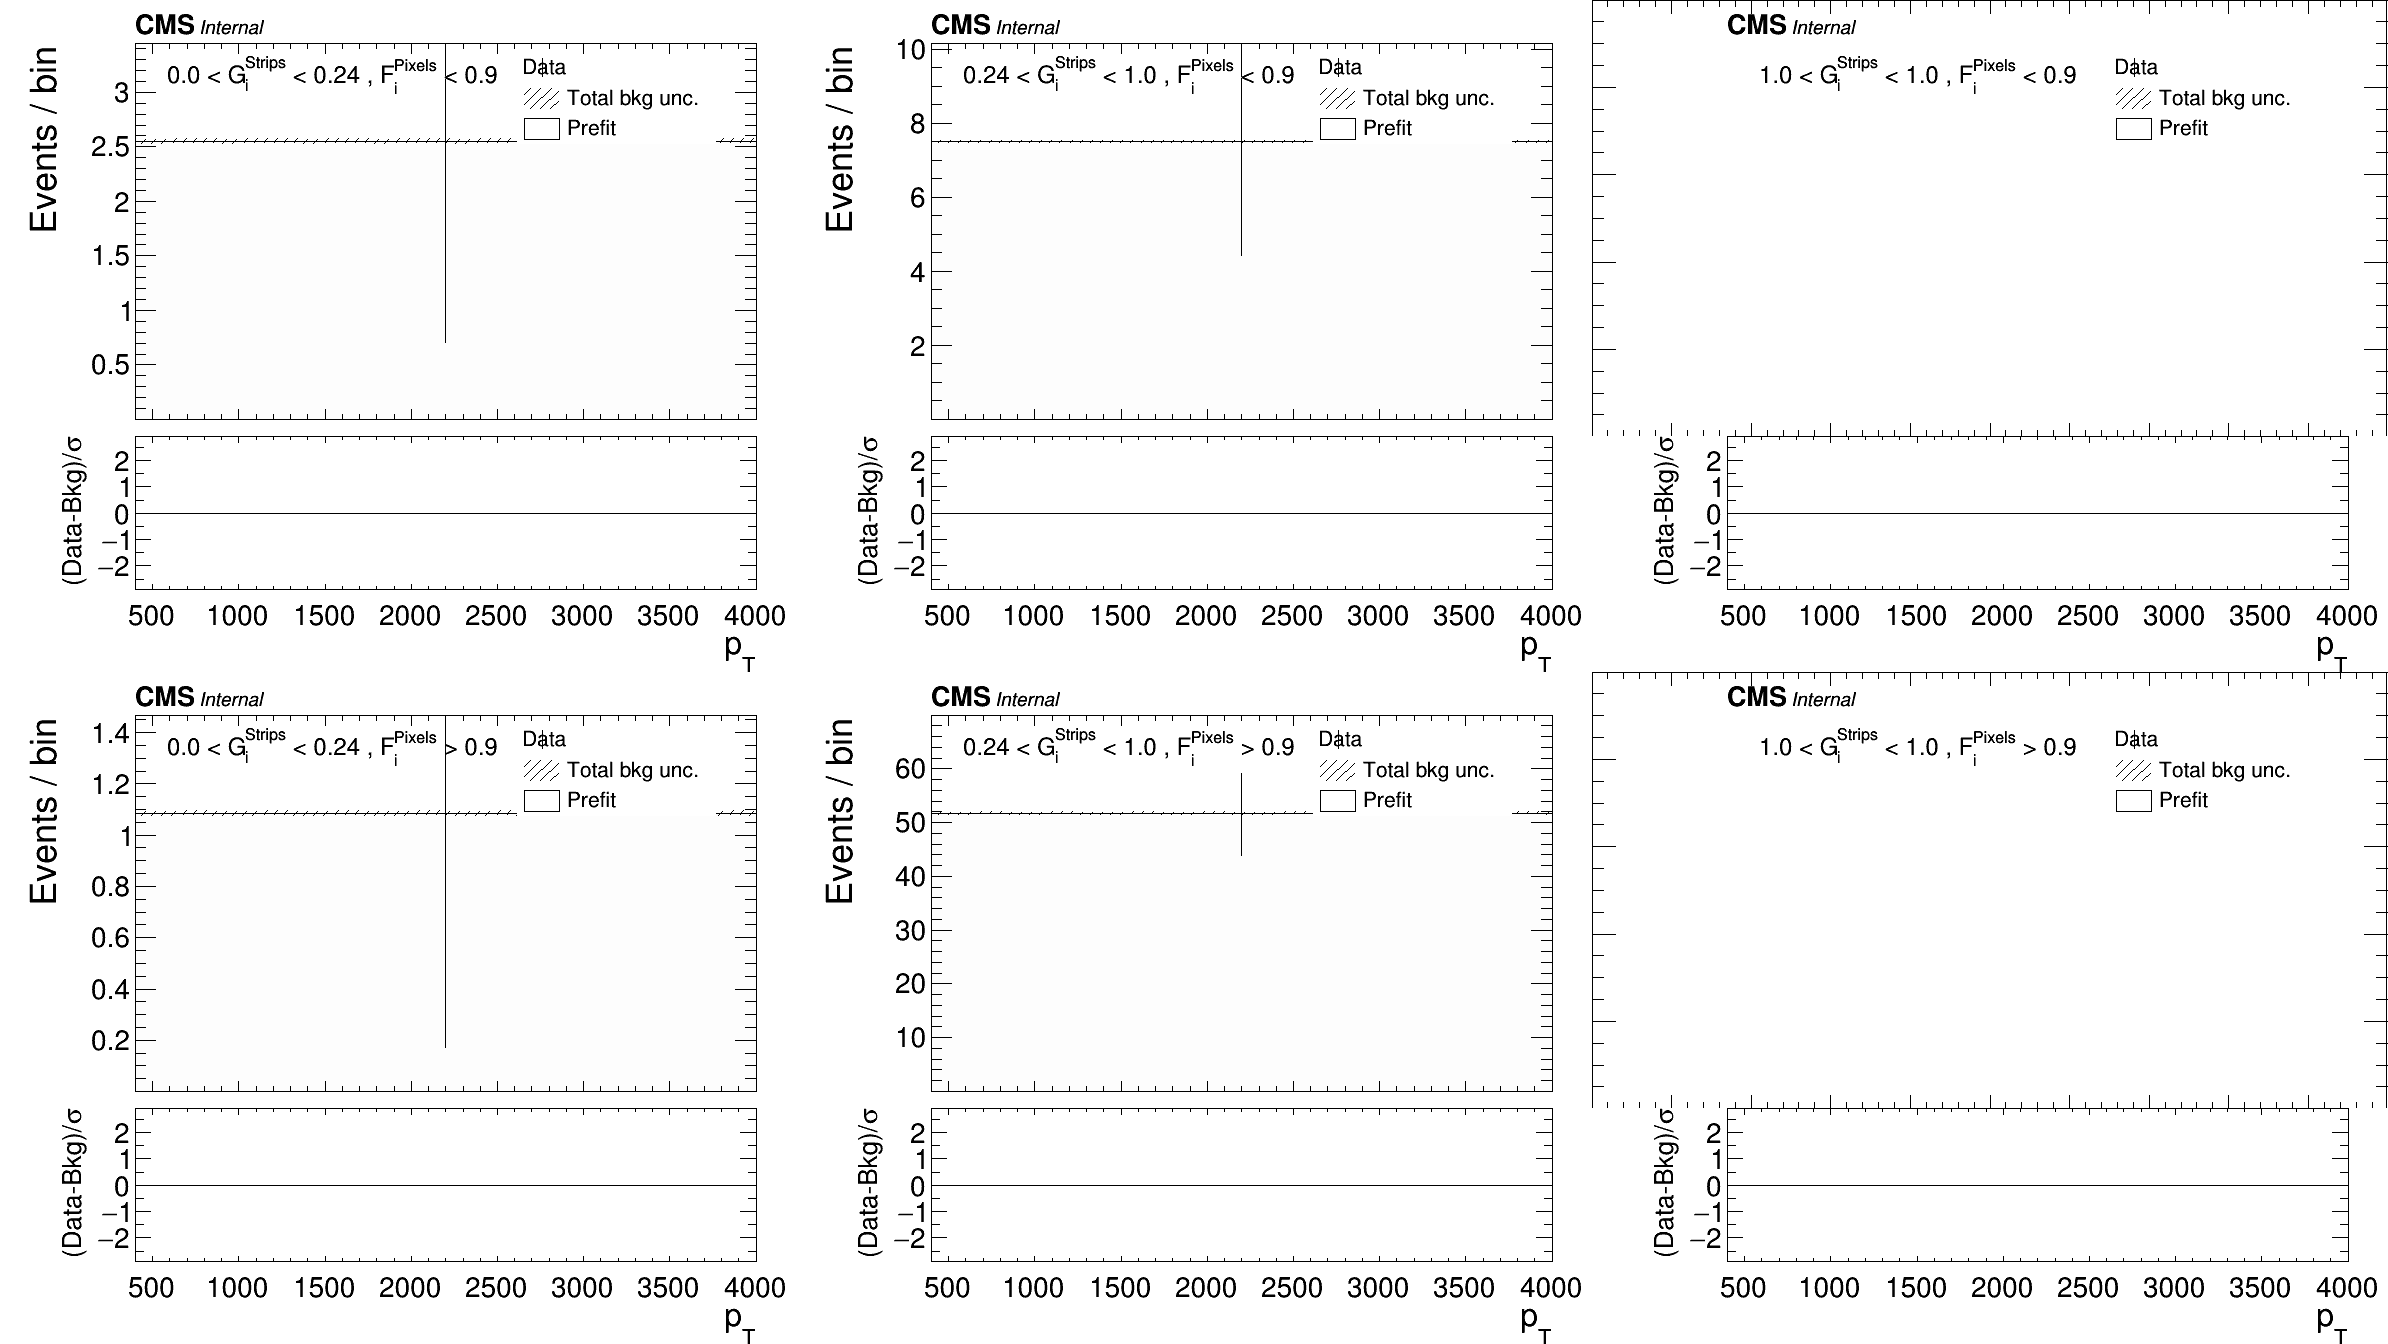 CMS Internal
0.0 < G_i^Strips < 0.24 , F_i^Pixels < 0.9
Data
Total bkg unc.
Prefit
Events / bin
3
2.5
2
1.5
1
0.5
(Data-Bkg)/σ
2
1
0
−1
−2
500 1000 1500 2000 2500 3000 3500 4000
p_T
CMS Internal
0.24 < G_i^Strips < 1.0 , F_i^Pixels < 0.9
Data
Total bkg unc.
Prefit
Events / bin
10
8
6
4
2
(Data-Bkg)/σ
2
1
0
−1
−2
500 1000 1500 2000 2500 3000 3500 4000
p_T
CMS Internal
1.0 < G_i^Strips < 1.0 , F_i^Pixels < 0.9
Data
Total bkg unc.
Prefit
(Data-Bkg)/σ
2
1
0
−1
−2
500 1000 1500 2000 2500 3000 3500 4000
p_T
CMS Internal
0.0 < G_i^Strips < 0.24 , F_i^Pixels > 0.9
Data
Total bkg unc.
Prefit
Events / bin
1.4
1.2
1
0.8
0.6
0.4
0.2
(Data-Bkg)/σ
2
1
0
−1
−2
500 1000 1500 2000 2500 3000 3500 4000
p_T
CMS Internal
0.24 < G_i^Strips < 1.0 , F_i^Pixels > 0.9
Data
Total bkg unc.
Prefit
Events / bin
60
50
40
30
20
10
(Data-Bkg)/σ
2
1
0
−1
−2
500 1000 1500 2000 2500 3000 3500 4000
p_T
CMS Internal
1.0 < G_i^Strips < 1.0 , F_i^Pixels > 0.9
Data
Total bkg unc.
Prefit
(Data-Bkg)/σ
2
1
0
−1
−2
500 1000 1500 2000 2500 3000 3500 4000
p_T